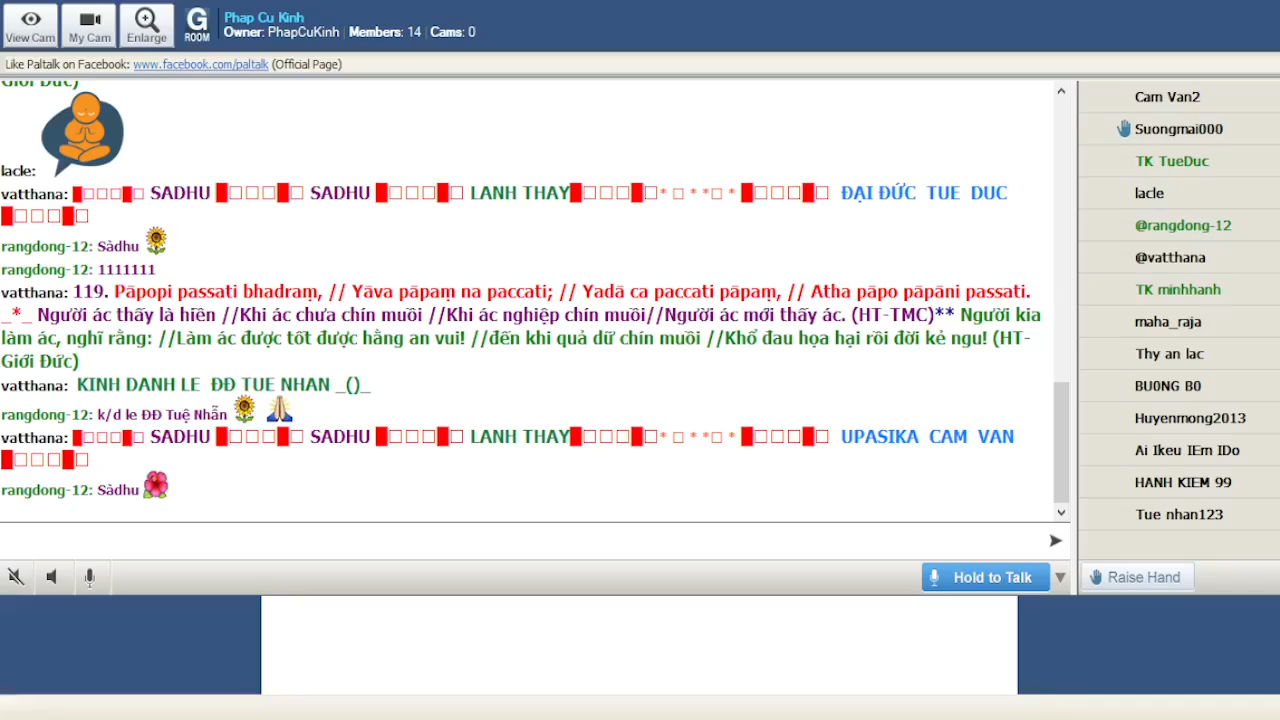 View Cam
My Cam
Enlarge
G
ROOM
Phap Cu Kinh
Owner: PhapCuKinh | Members: 14 | Cams: 0
Like Paltalk on Facebook: www.facebook.com/paltalk (Official Page)
Giới Đức)
lacle:
vatthana: █□□□█□ SADHU █□□□█□ SADHU █□□□█□ LANH THAY█□□□█□* □ * **□ * █□□□█□ ĐẠI ĐỨC TUE DUC
█□□□█□
rangdong-12: Sàdhu
rangdong-12: 1111111
vatthana: 119. Pāpopi passati bhadraṃ, // Yāva pāpaṃ na paccati; // Yadā ca paccati pāpaṃ, // Atha pāpo pāpāni passati.
_*_ Người ác thấy là hiền //Khi ác chưa chín muồi //Khi ác nghiệp chín muồi//Người ác mới thấy ác. (HT-TMC)** Người kia
làm ác, nghĩ rằng: //Làm ác được tốt được hằng an vui! //đến khi quả dữ chín muồi //Khổ đau họa hại rồi đời kẻ ngu! (HT-
Giới Đức)
vatthana: KINH DANH LE ĐĐ TUE NHAN _()_
rangdong-12: k/d le ĐĐ Tuệ Nhẫn
vatthana: █□□□█□ SADHU █□□□█□ SADHU █□□□█□ LANH THAY█□□□█□* □ * **□ * █□□□█□ UPASIKA CAM VAN
█□□□█□
rangdong-12: Sàdhu
Hold to Talk
Cam Van2
Suongmai000
TK TueDuc
lacle
@rangdong-12
@vatthana
TK minhhanh
maha_raja
Thy an lac
BU0NG B0
Huyenmong2013
Ai Ikeu IEm IDo
HANH KIEM 99
Tue nhan123
Raise Hand